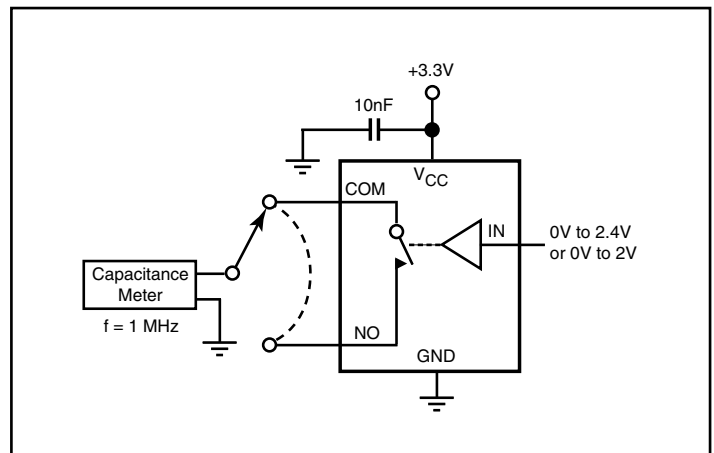 +3.3V
10nF
VCC
COM
IN
0V to 2.4V
or 0V to 2V
Capacitance
Meter
f = 1 MHz
NO
GND